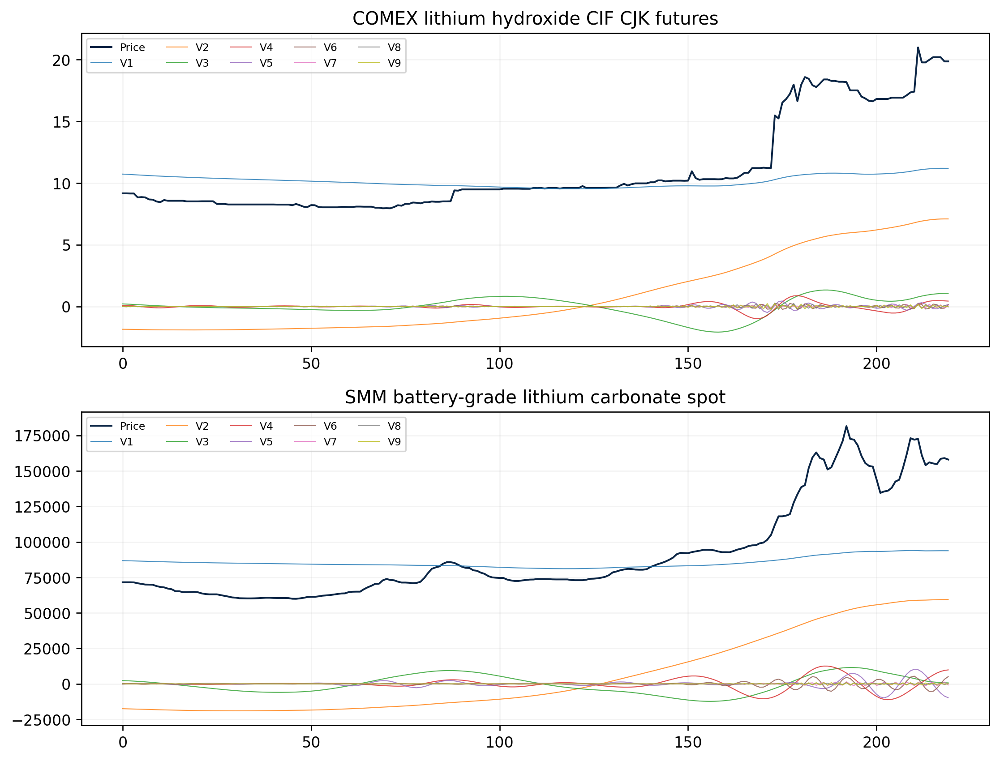 COMEX lithium hydroxide CIF CJK futures
Price V2 V4 V6 V8
V1 V3 V5 V7 V9
20
15
10
5
0
0 50 100 150 200
SMM battery-grade lithium carbonate spot
Price V2 V4 V6 V8
V1 V3 V5 V7 V9
175000
150000
125000
100000
75000
50000
25000
0
−25000
0 50 100 150 200